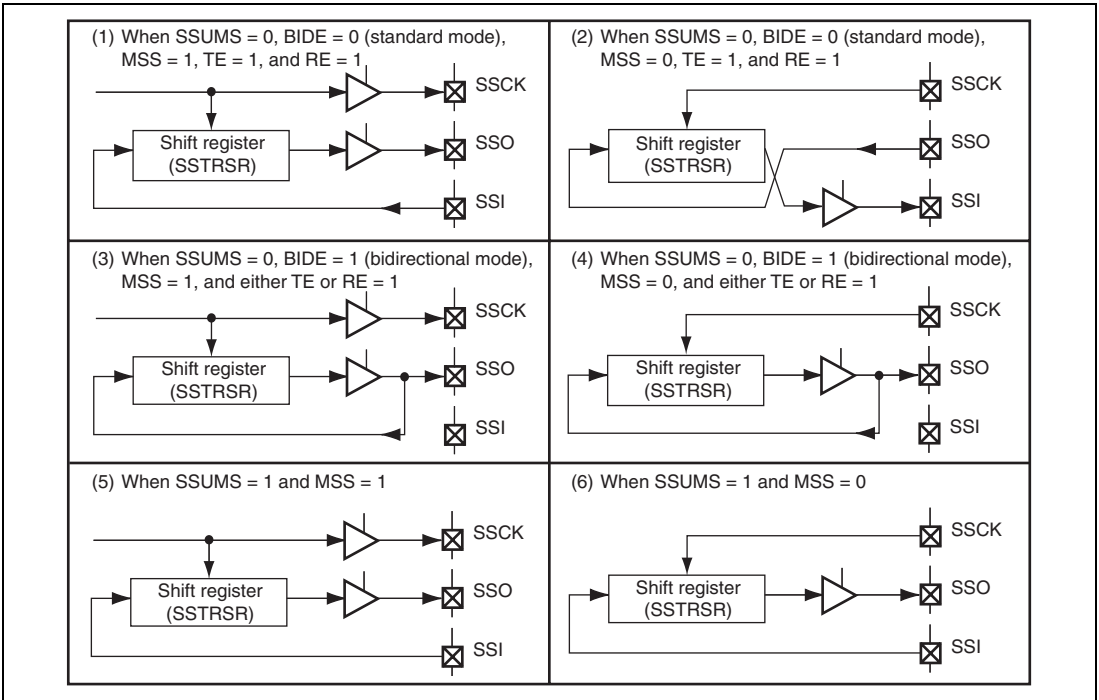 (1) When SSUMS = 0, BIDE = 0 (standard mode),
MSS = 1, TE = 1, and RE = 1
SSCK
Shift register
(SSTRSR)
SSO
SSI
(2) When SSUMS = 0, BIDE = 0 (standard mode),
MSS = 0, TE = 1, and RE = 1
SSCK
Shift register
(SSTRSR)
SSO
SSI
(3) When SSUMS = 0, BIDE = 1 (bidirectional mode),
MSS = 1, and either TE or RE = 1
SSCK
Shift register
(SSTRSR)
SSO
SSI
(4) When SSUMS = 0, BIDE = 1 (bidirectional mode),
MSS = 0, and either TE or RE = 1
SSCK
Shift register
(SSTRSR)
SSO
SSI
(5) When SSUMS = 1 and MSS = 1
SSCK
Shift register
(SSTRSR)
SSO
SSI
(6) When SSUMS = 1 and MSS = 0
SSCK
Shift register
(SSTRSR)
SSO
SSI